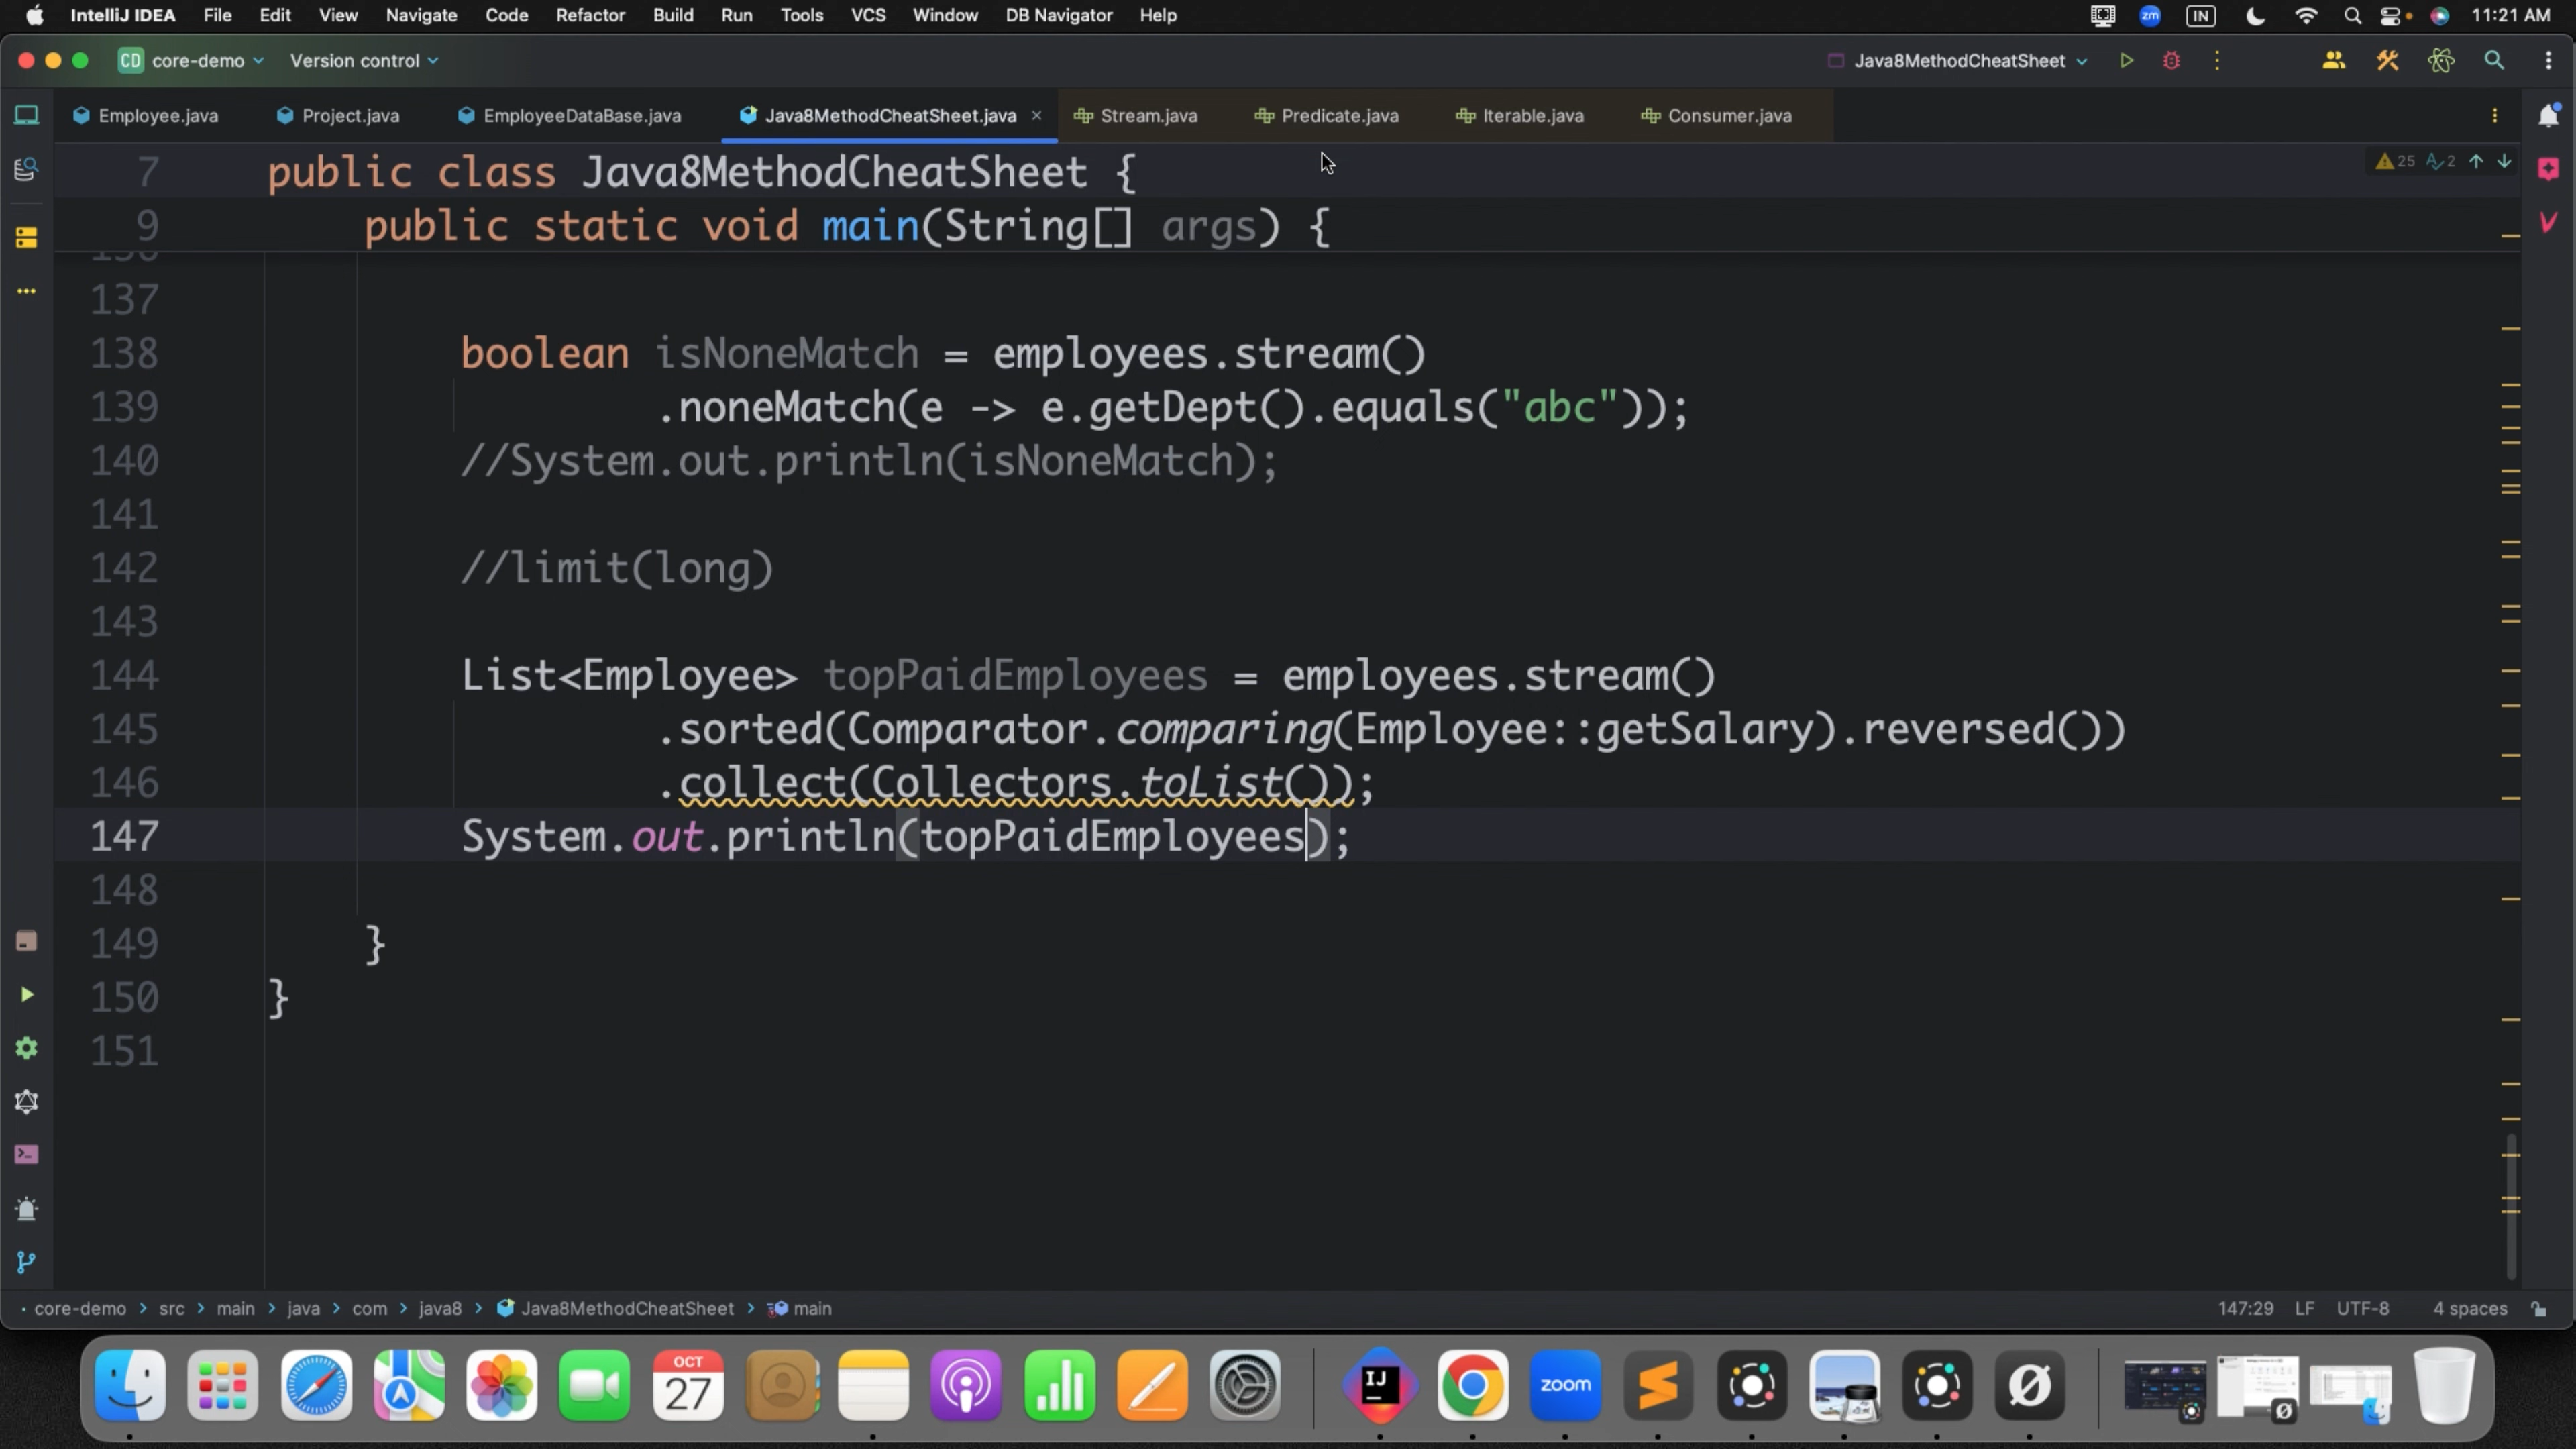 IntelliJ IDEA File Edit View Navigate Code Refactor Build Run Tools VCS Window DB Navigator Help zm IN 11:21 AM
CD core-demo Version control Java8MethodCheatSheet
Employee.java Project.java EmployeeDataBase.java Java8MethodCheatSheet.java Stream.java Predicate.java Iterable.java Consumer.java
7 public class Java8MethodCheatSheet { 25 2
9 public static void main(String[] args) {
137
138 boolean isNoneMatch = employees.stream()
139 .noneMatch(e -> e.getDept().equals("abc"));
140 //System.out.println(isNoneMatch);
141
142 //limit(long)
143
144 List<Employee> topPaidEmployees = employees.stream()
145 .sorted(Comparator.comparing(Employee::getSalary).reversed())
146 .collect(Collectors.toList());
147 System.out.println(topPaidEmployees);
148
149 }
150 }
151
core-demo > src > main > java > com > java8 > Java8MethodCheatSheet > main 147:29 LF UTF-8 4 spaces
OCT
27
IJ
zoom